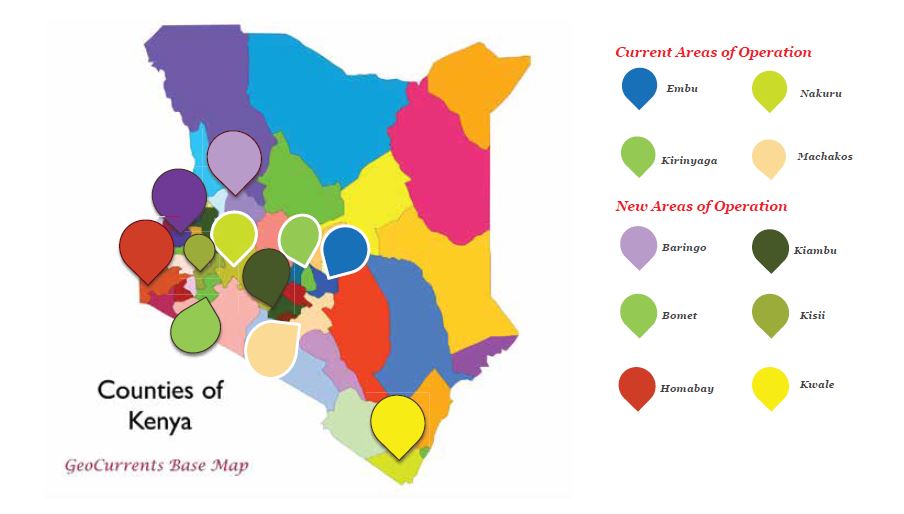 Current Areas of Operation
Embu
Nakuru
Kirinyaga
Machakos
New Areas of Operation
Baringo
Kiambu
Bomet
Kisii
Homabay
Kwale
Counties of
Kenya
GeoCurrents Base Map